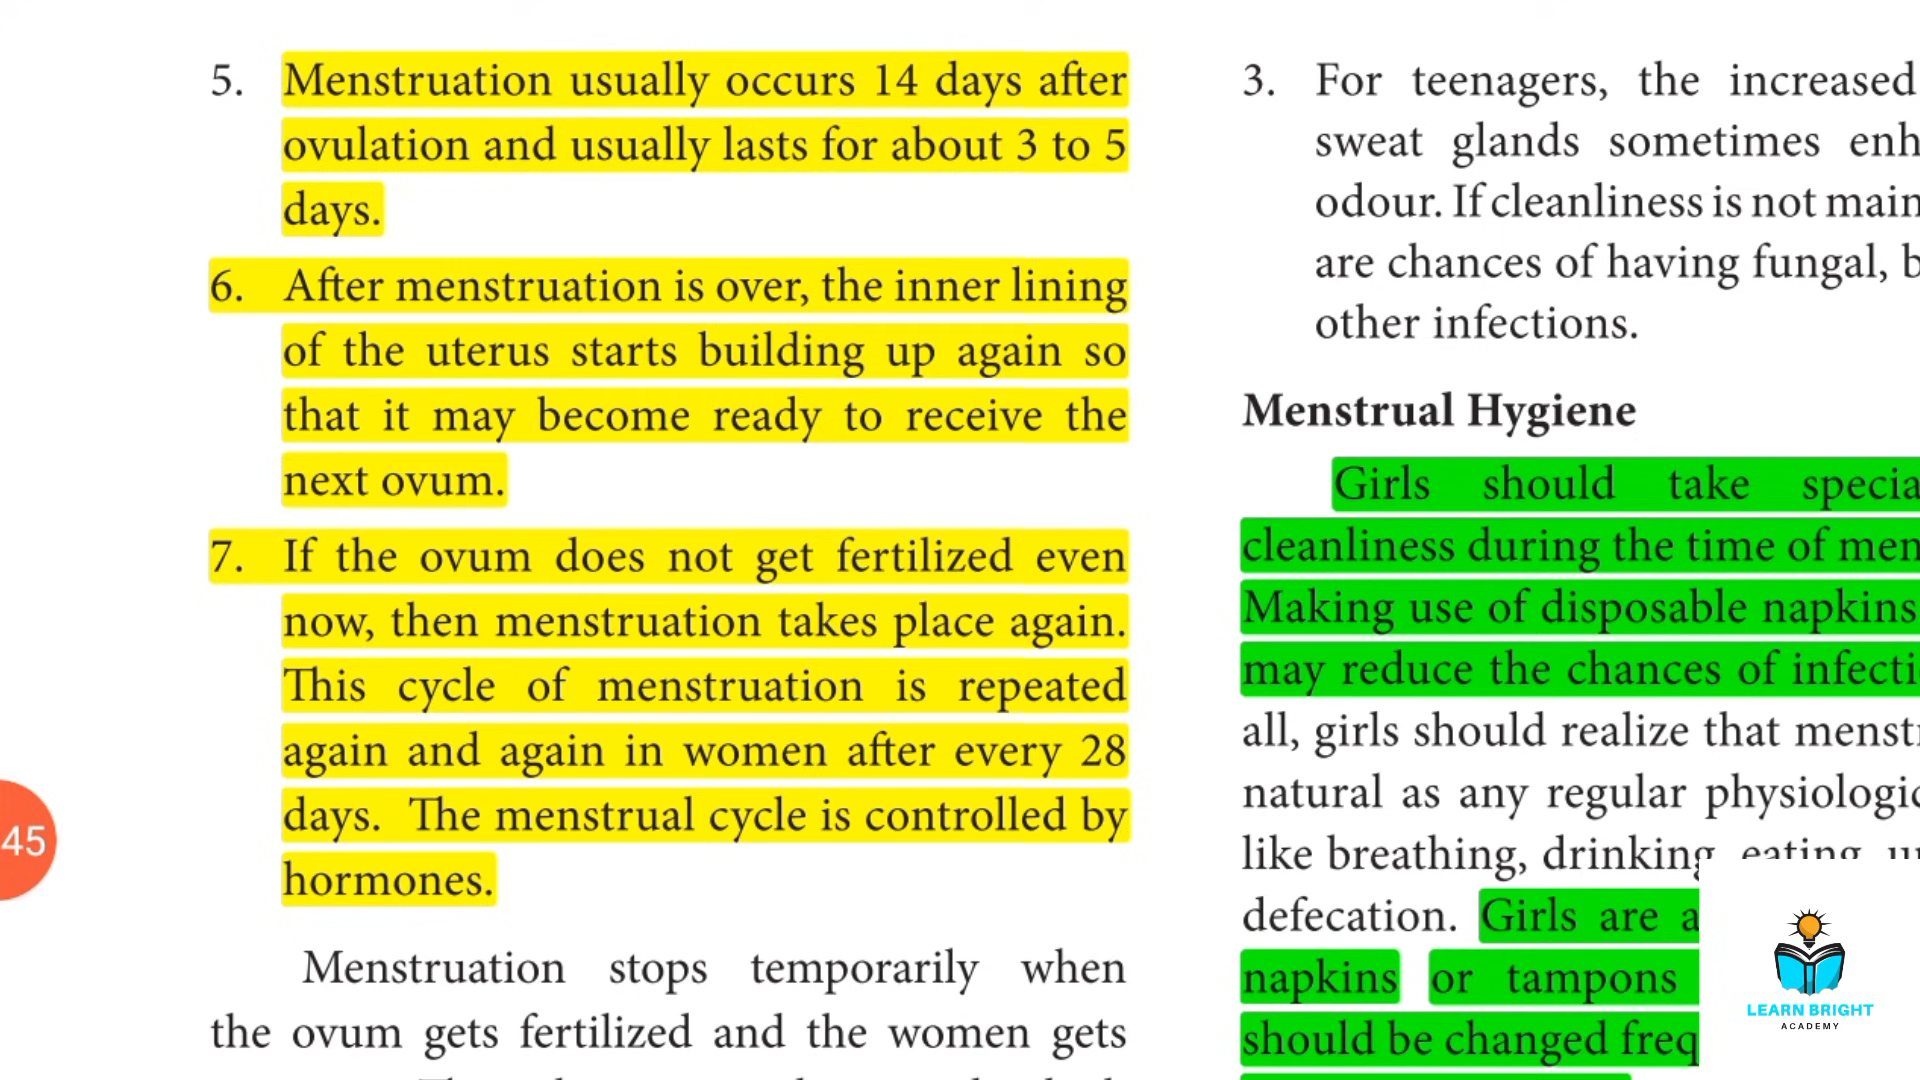 5. Menstruation usually occurs 14 days after
ovulation and usually lasts for about 3 to 5
days.
6. After menstruation is over, the inner lining
of the uterus starts building up again so
that it may become ready to receive the
next ovum.
7. If the ovum does not get fertilized even
now, then menstruation takes place again.
This cycle of menstruation is repeated
again and again in women after every 28
days. The menstrual cycle is controlled by
hormones.
Menstruation stops temporarily when
the ovum gets fertilized and the women gets
45
3. For teenagers, the increased
sweat glands sometimes
odour. If cleanliness is not
are chances of having fungal,
other infections.
Menstrual Hygiene
Girls should take
cleanliness during the time of
Making use of disposable napkins
may reduce the chances of
all, girls should realize that
natural as any regular
like breathing, drinking, eating,
defecation. Girls are
napkins or tampons
should be changed
LEARN BRIGHT
ACADEMY